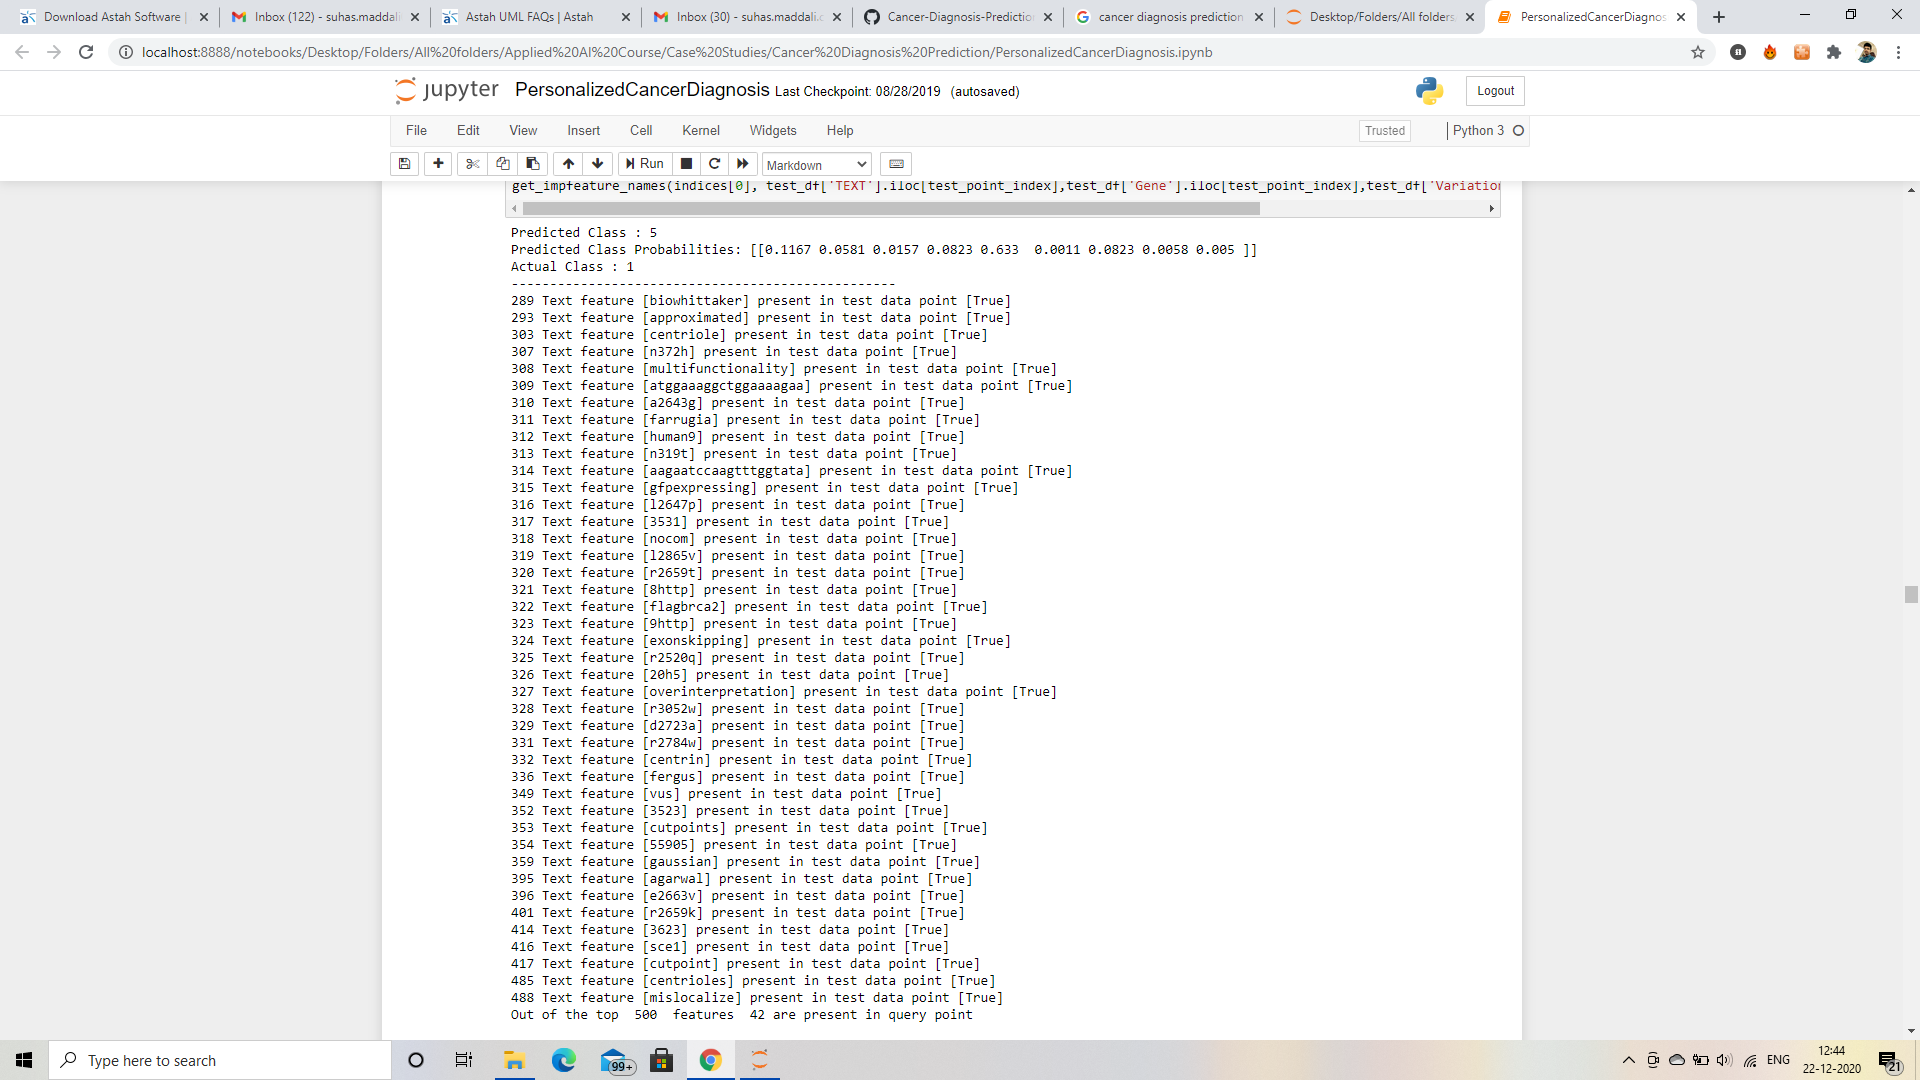 Download Astah Software |
Inbox (122) - suhas.maddali
Astah UML FAQs | Astah
Inbox (30) - suhas.maddali.
Cancer-Diagnosis-Prediction
cancer diagnosis prediction
Desktop/Folders/All folders
PersonalizedCancerDiagnos
localhost:8888/notebooks/Desktop/Folders/All%20folders/Applied%20AI%20Course/Case%20Studies/Cancer%20Diagnosis%20Prediction/PersonalizedCancerDiagnosis.ipynb
jupyter PersonalizedCancerDiagnosis Last Checkpoint: 08/28/2019 (autosaved) Logout
File Edit View Insert Cell Kernel Widgets Help Trusted Python 3
Run Markdown
get_impfeature_names(indices[0], test_df['TEXT'].iloc[test_point_index],test_df['Gene'].iloc[test_point_index],test_df['Variation
Predicted Class : 5
Predicted Class Probabilities: [[0.1167 0.0581 0.0157 0.0823 0.633  0.0011 0.0823 0.0058 0.005 ]]
Actual Class : 1
--------------------------------------------------
289 Text feature [biowhittaker] present in test data point [True]
293 Text feature [approximated] present in test data point [True]
303 Text feature [centriole] present in test data point [True]
307 Text feature [n372h] present in test data point [True]
308 Text feature [multifunctionality] present in test data point [True]
309 Text feature [atggaaaggctggaaaagaa] present in test data point [True]
310 Text feature [a2643g] present in test data point [True]
311 Text feature [farrugia] present in test data point [True]
312 Text feature [human9] present in test data point [True]
313 Text feature [n319t] present in test data point [True]
314 Text feature [aagaatccaagtttggtata] present in test data point [True]
315 Text feature [gfpexpressing] present in test data point [True]
316 Text feature [l2647p] present in test data point [True]
317 Text feature [3531] present in test data point [True]
318 Text feature [nocom] present in test data point [True]
319 Text feature [l2865v] present in test data point [True]
320 Text feature [r2659t] present in test data point [True]
321 Text feature [8http] present in test data point [True]
322 Text feature [flagbrca2] present in test data point [True]
323 Text feature [9http] present in test data point [True]
324 Text feature [exonskipping] present in test data point [True]
325 Text feature [r2520q] present in test data point [True]
326 Text feature [20h5] present in test data point [True]
327 Text feature [overinterpretation] present in test data point [True]
328 Text feature [r3052w] present in test data point [True]
329 Text feature [d2723a] present in test data point [True]
331 Text feature [r2784w] present in test data point [True]
332 Text feature [centrin] present in test data point [True]
336 Text feature [fergus] present in test data point [True]
349 Text feature [vus] present in test data point [True]
352 Text feature [3523] present in test data point [True]
353 Text feature [cutpoints] present in test data point [True]
354 Text feature [55905] present in test data point [True]
359 Text feature [gaussian] present in test data point [True]
395 Text feature [agarwal] present in test data point [True]
396 Text feature [e2663v] present in test data point [True]
401 Text feature [r2659k] present in test data point [True]
414 Text feature [3623] present in test data point [True]
416 Text feature [sce1] present in test data point [True]
417 Text feature [cutpoint] present in test data point [True]
485 Text feature [centrioles] present in test data point [True]
488 Text feature [mislocalize] present in test data point [True]
Out of the top  500  features  42 are present in query point
Type here to search
99+
ENG
12:44
22-12-2020
21